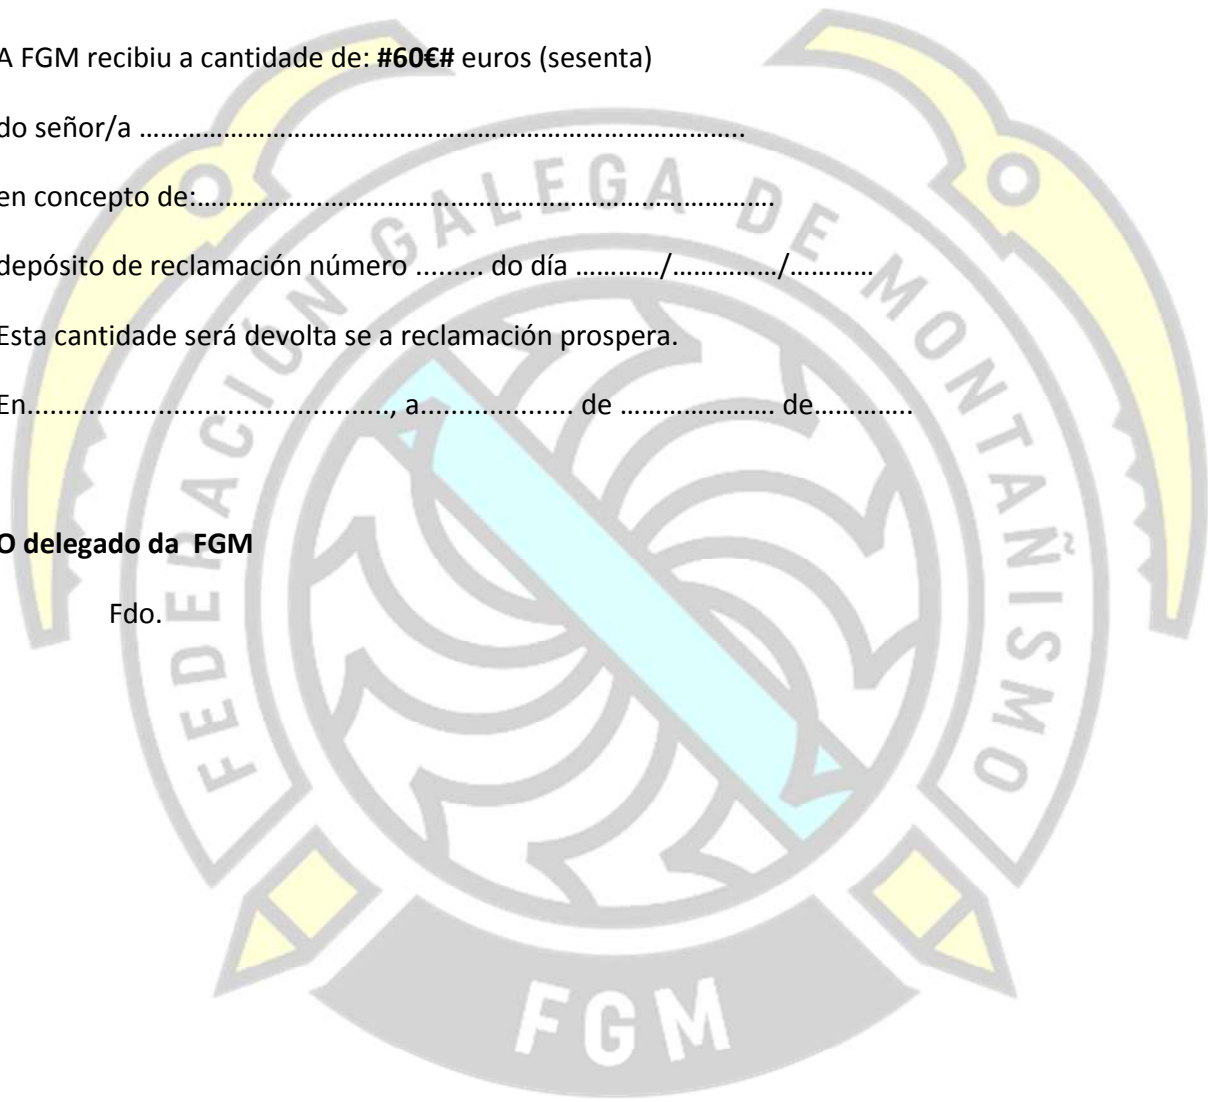 A FGM recibiu a cantidade de: #60€# euros (sesenta)
do señor/a ………………………………………………………………………..
en concepto de:…………………………………………………………………….
depósito de reclamación número ......... do día …………/……………/…………
Esta cantidade será devolta se a reclamación prospera.
En..............................................., a.................... de …………………. de…………..
O delegado da FGM
Fdo.
FEDERACIÓN GALEGA DE MONTAÑISMO
FGM